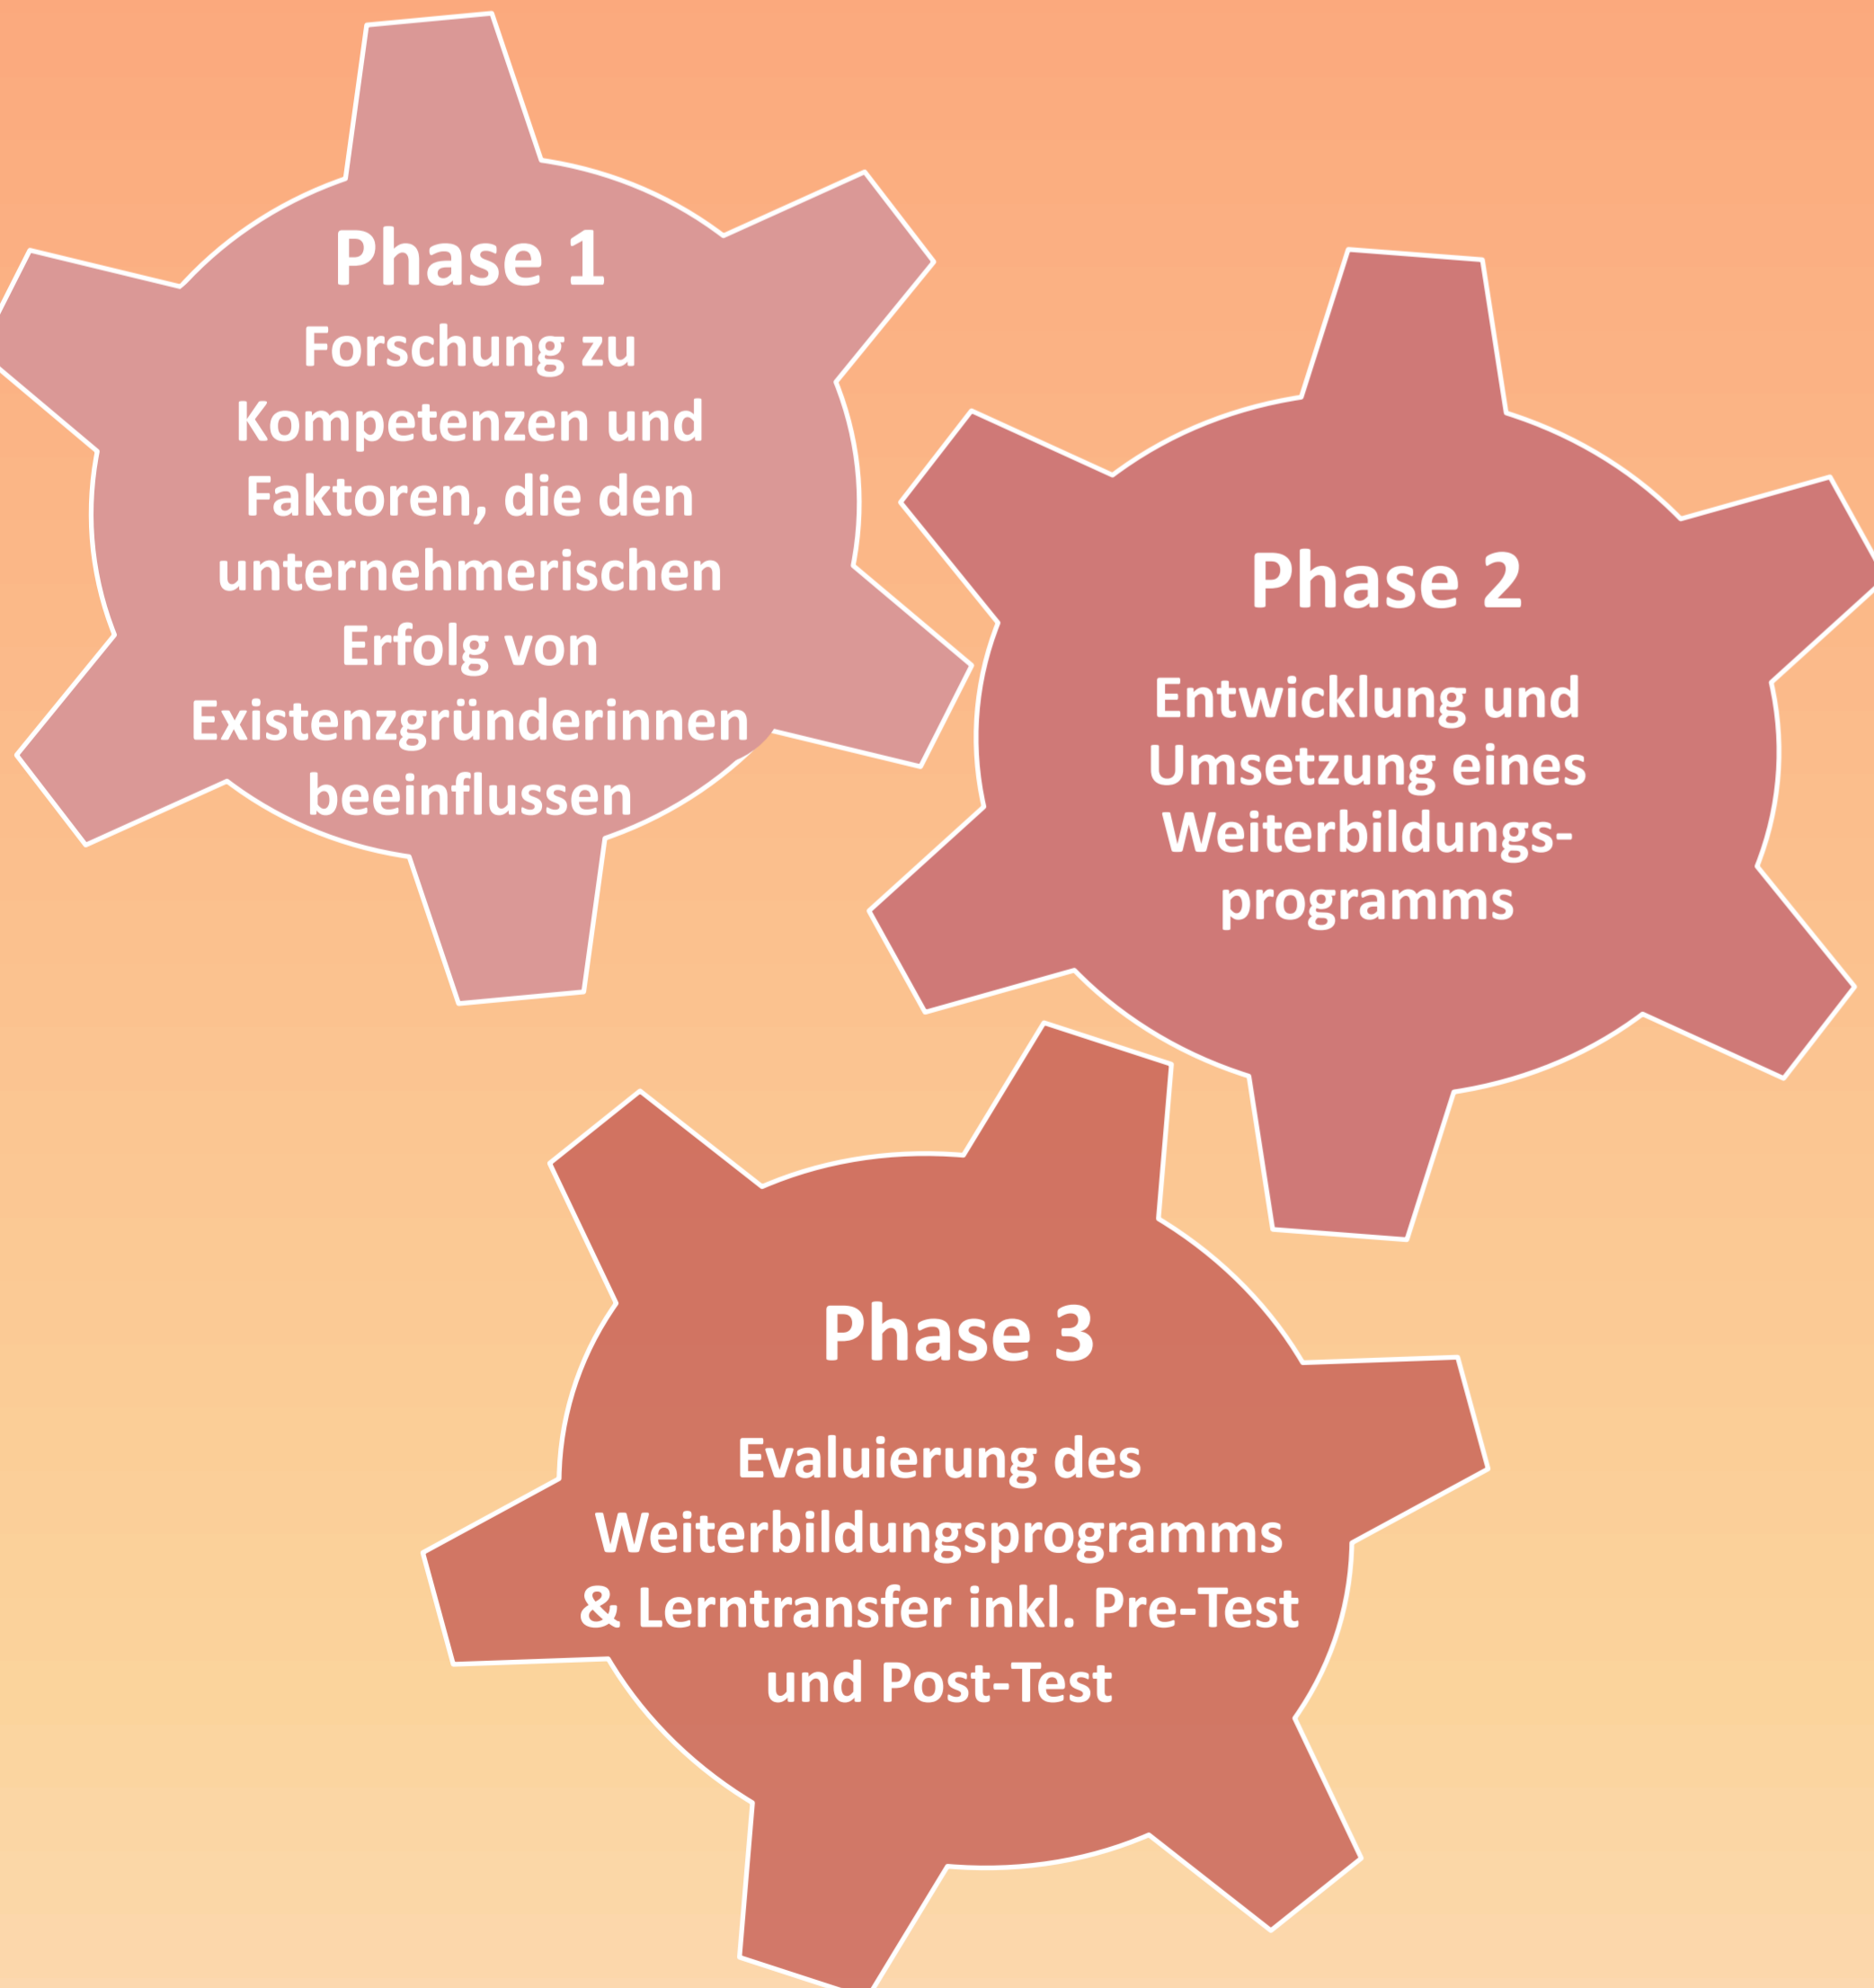 Phase 1
Forschung zu
Kompetenzen und
Faktoren, die den
unternehmerischen
Erfolg von
Existenzgründerinnen
beeinflussen
Phase 2
Entwicklung und
Umsetzung eines
Weiterbildungs-
programms
Phase 3
Evaluierung des
Weiterbildungsprogramms
& Lerntransfer inkl. Pre-Test
und Post-Test